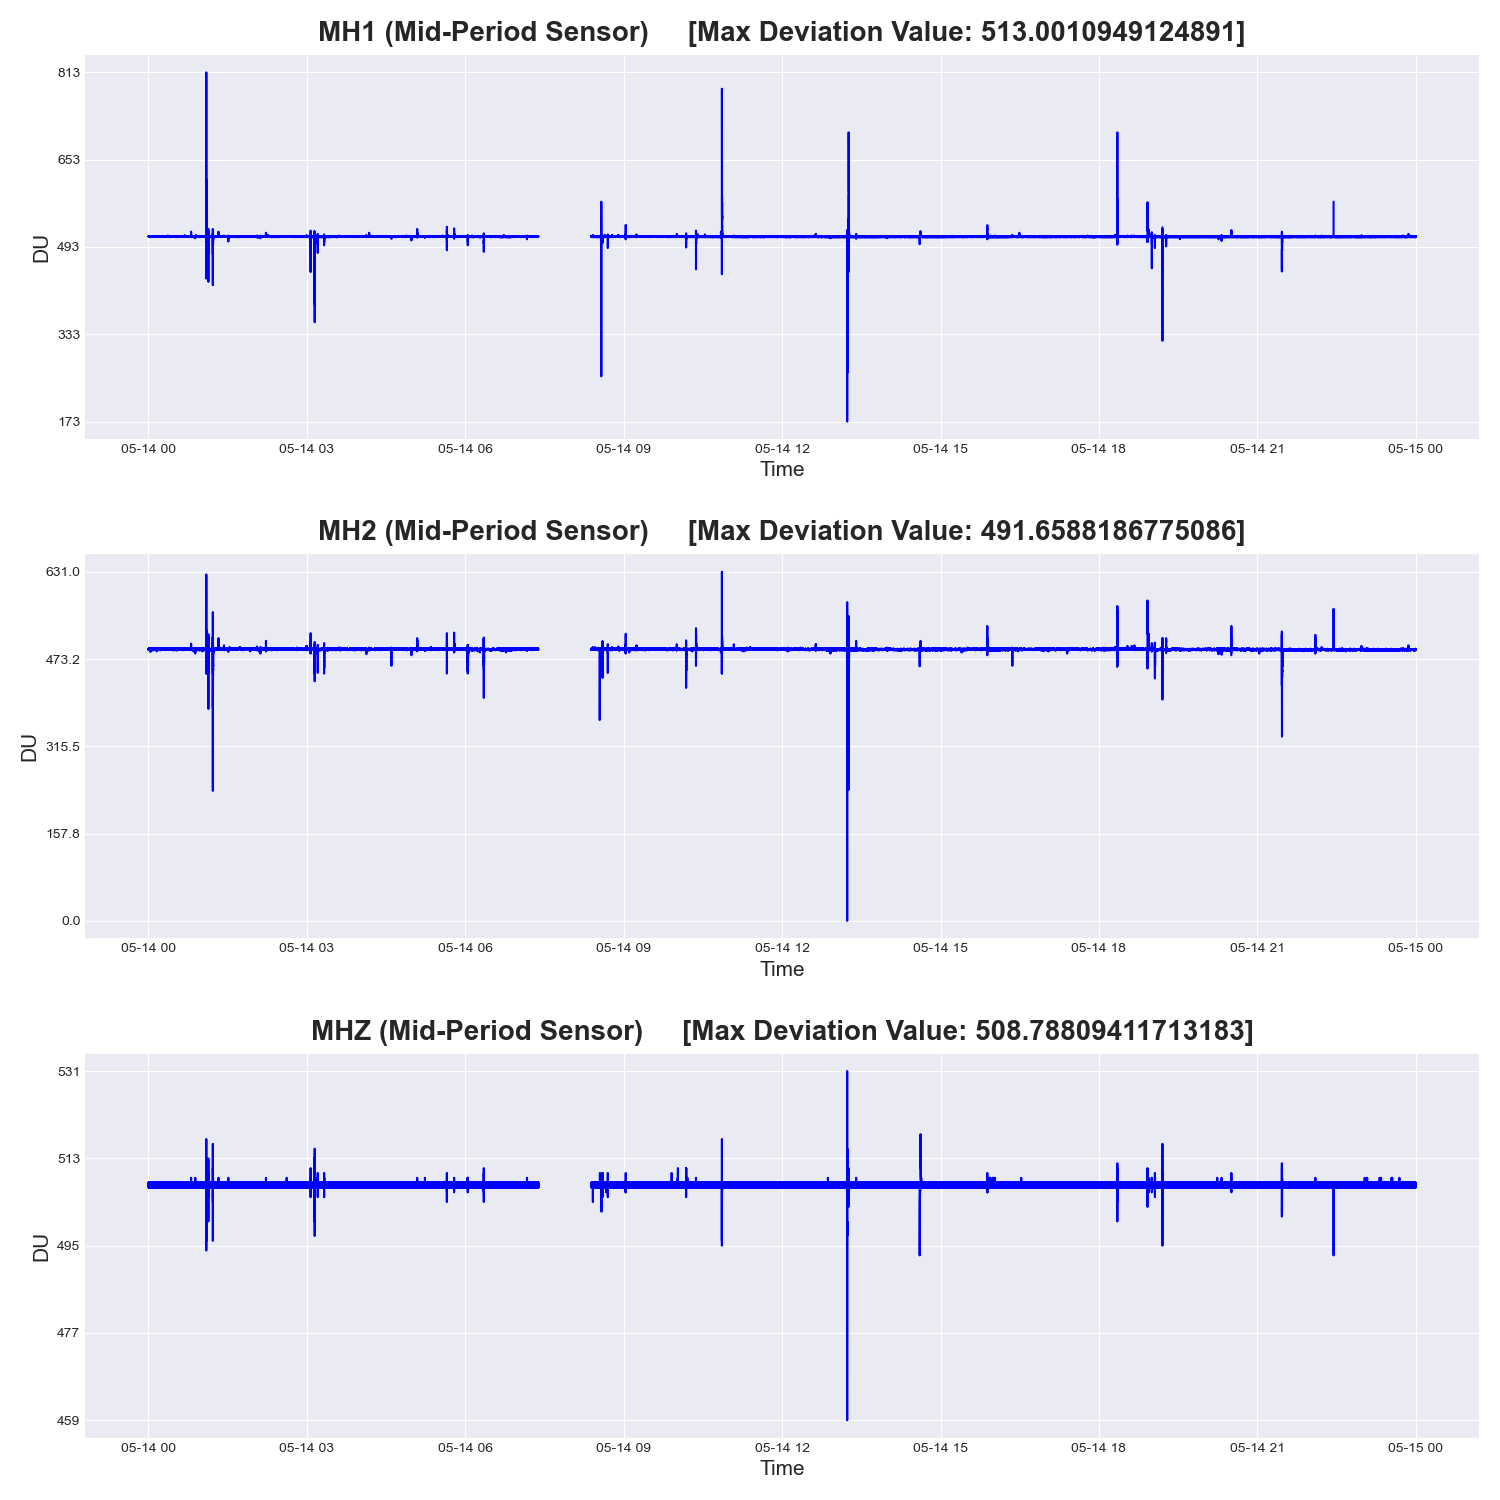 MH1 (Mid-Period Sensor) [Max Deviation Value: 513.0010949124891]
813
653
493
333
173
DU
05-14 00 05-14 03 05-14 06 05-14 09 05-14 12 05-14 15 05-14 18 05-14 21 05-15 00
Time
MH2 (Mid-Period Sensor) [Max Deviation Value: 491.6588186775086]
631.0
473.2
315.5
157.8
0.0
DU
05-14 00 05-14 03 05-14 06 05-14 09 05-14 12 05-14 15 05-14 18 05-14 21 05-15 00
Time
MHZ (Mid-Period Sensor) [Max Deviation Value: 508.78809411713183]
531
513
495
477
459
DU
05-14 00 05-14 03 05-14 06 05-14 09 05-14 12 05-14 15 05-14 18 05-14 21 05-15 00
Time